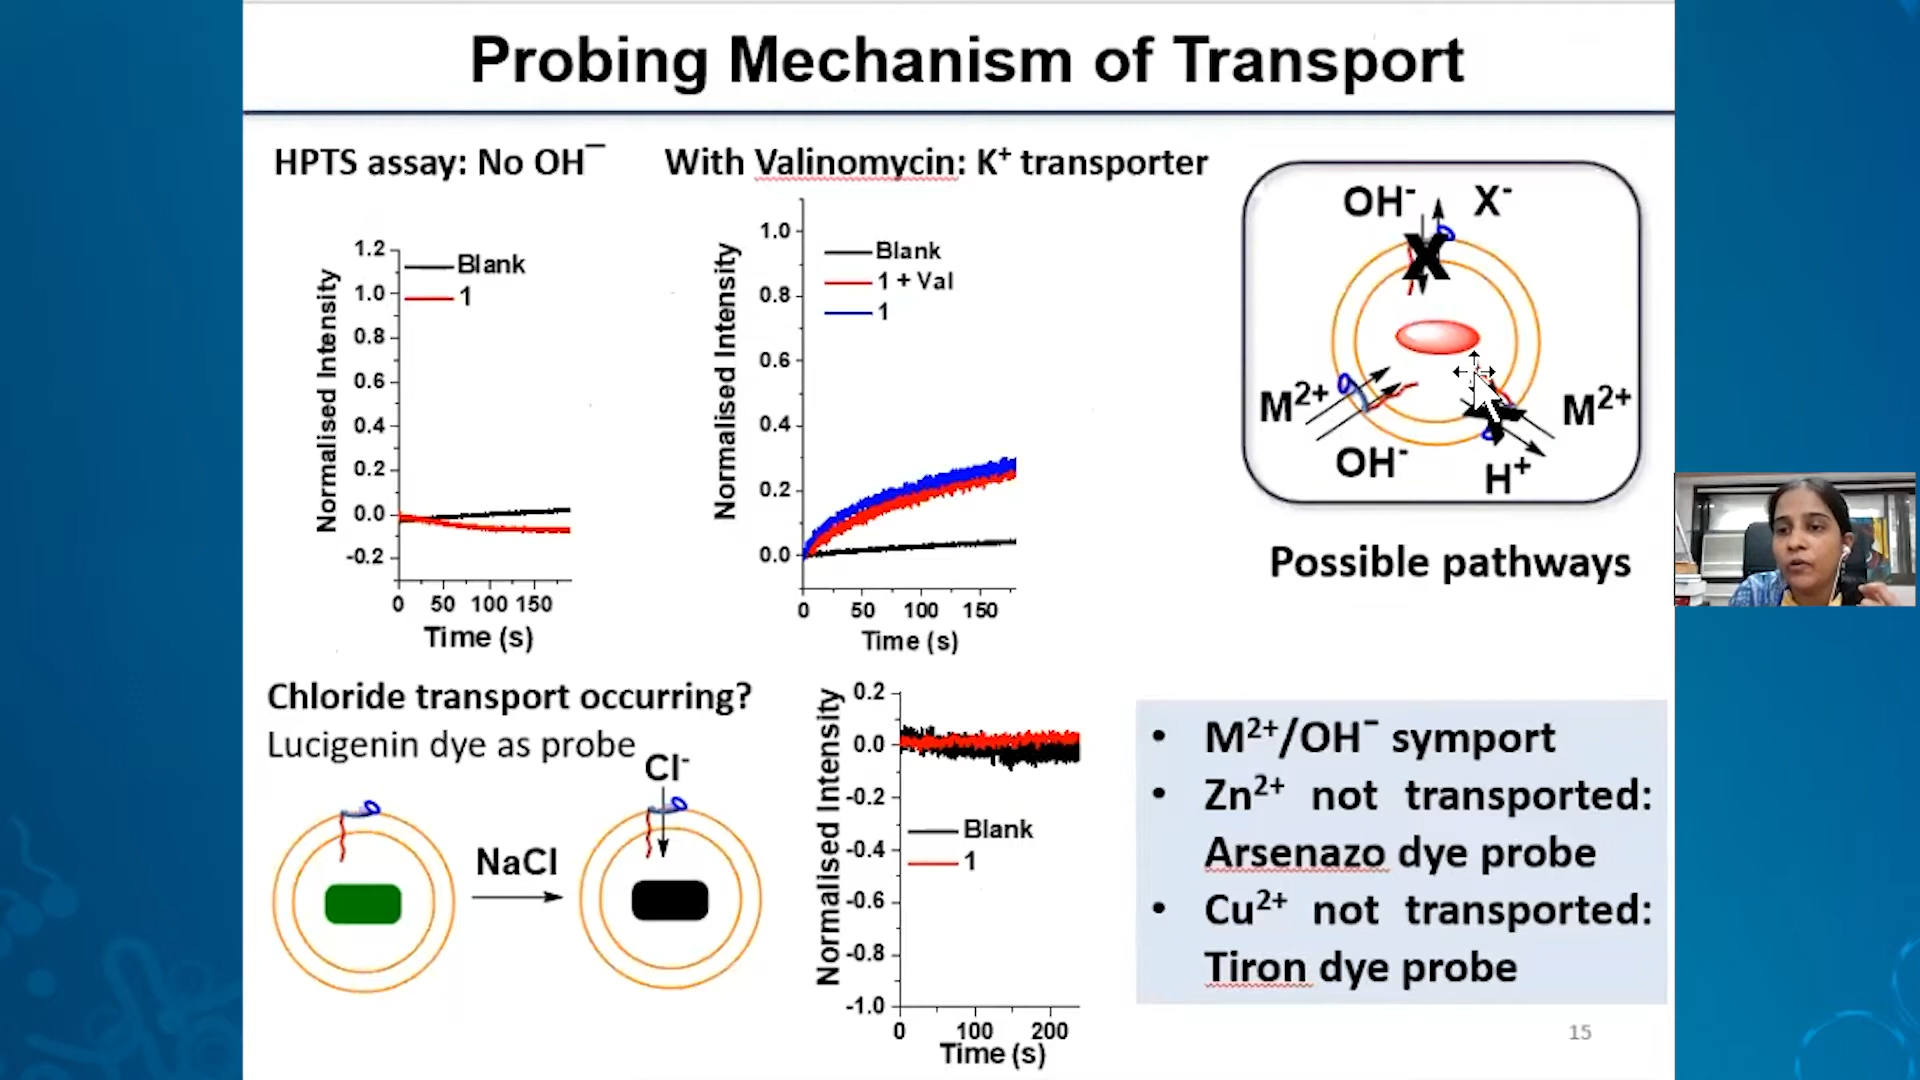 Probing Mechanism of Transport
HPTS assay: No OH¯
With Valinomycin: K⁺ transporter
Normalised Intensity
1.2
1.0
0.8
0.6
0.4
0.2
0.0
-0.2
Blank
1
0 50 100 150
Time (s)
Normalised Intensity
1.0
0.8
0.6
0.4
0.2
0.0
Blank
1 + Val
1
0 50 100 150
Time (s)
OH⁻ X⁻
X
M²⁺ M²⁺
OH⁻ H⁺
Possible pathways
Chloride transport occurring?
Lucigenin dye as probe
Cl⁻
NaCl
Normalised Intensity
0.2
0.0
-0.2
-0.4
-0.6
-0.8
-1.0
Blank
1
0 100 200
Time (s)
• M²⁺/OH¯ symport
• Zn²⁺ not transported:
Arsenazo dye probe
• Cu²⁺ not transported:
Tiron dye probe
15